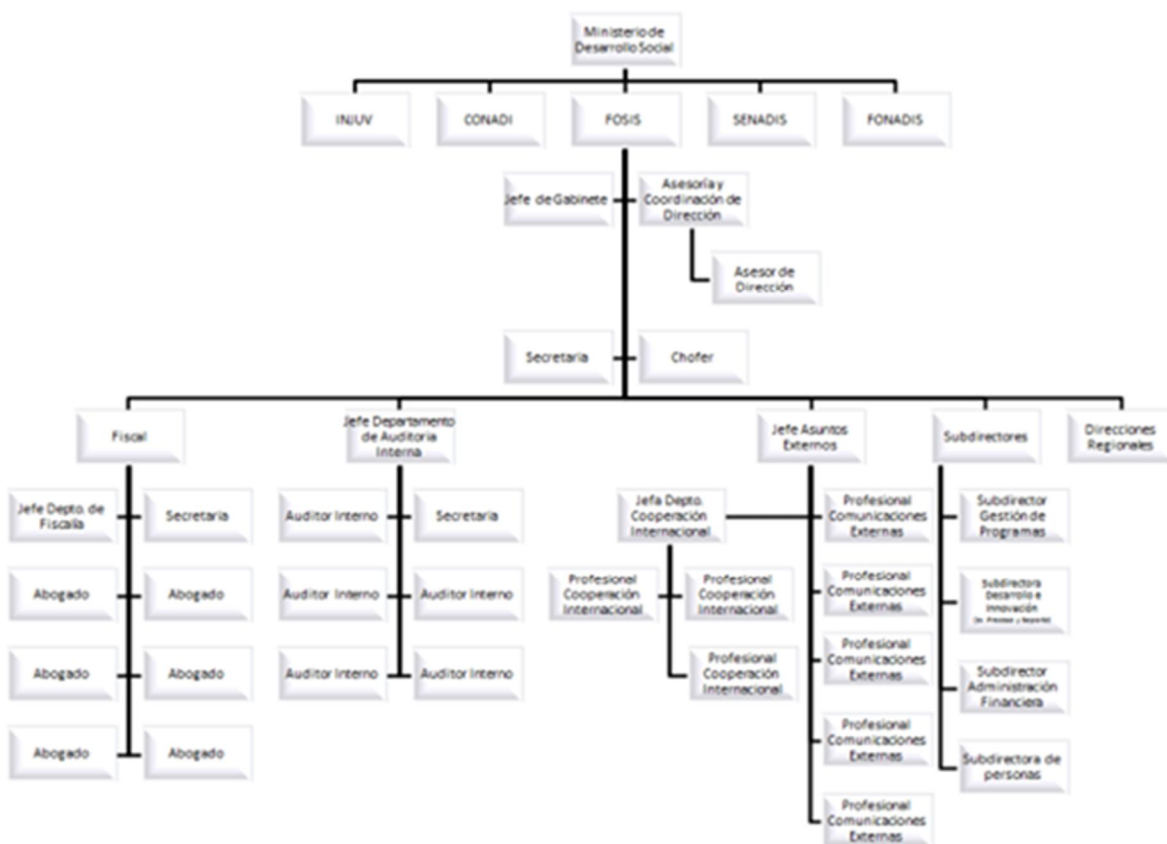 Ministerio de
Desarrollo Social
INJUV
CONADI
FOSIS
SENADIS
FONADIS
Jefe de Gabinete
Asesoría y
Coordinación de
Dirección
Asesor de
Dirección
Secretaria
Chofer
Fiscal
Jefe Departamento
de Auditoria
Interna
Jefe Asuntos
Externos
Subdirectores
Direcciones
Regionales
Jefe Depto. de
Fiscalía
Secretaria
Abogado
Abogado
Abogado
Abogado
Abogado
Abogado
Auditor Interno
Secretaria
Auditor Interno
Auditor Interno
Auditor Interno
Auditor Interno
Jefa Depto.
Cooperación
Internacional
Profesional
Cooperación
Internacional
Profesional
Cooperación
Internacional
Profesional
Cooperación
Internacional
Profesional
Comunicaciones
Externas
Profesional
Comunicaciones
Externas
Profesional
Comunicaciones
Externas
Profesional
Comunicaciones
Externas
Profesional
Comunicaciones
Externas
Subdirector
Gestión de
Programas
Subdirectora
Desarrollo e
Innovación
Subdirector
Administración
Financiera
Subdirectora de
personas